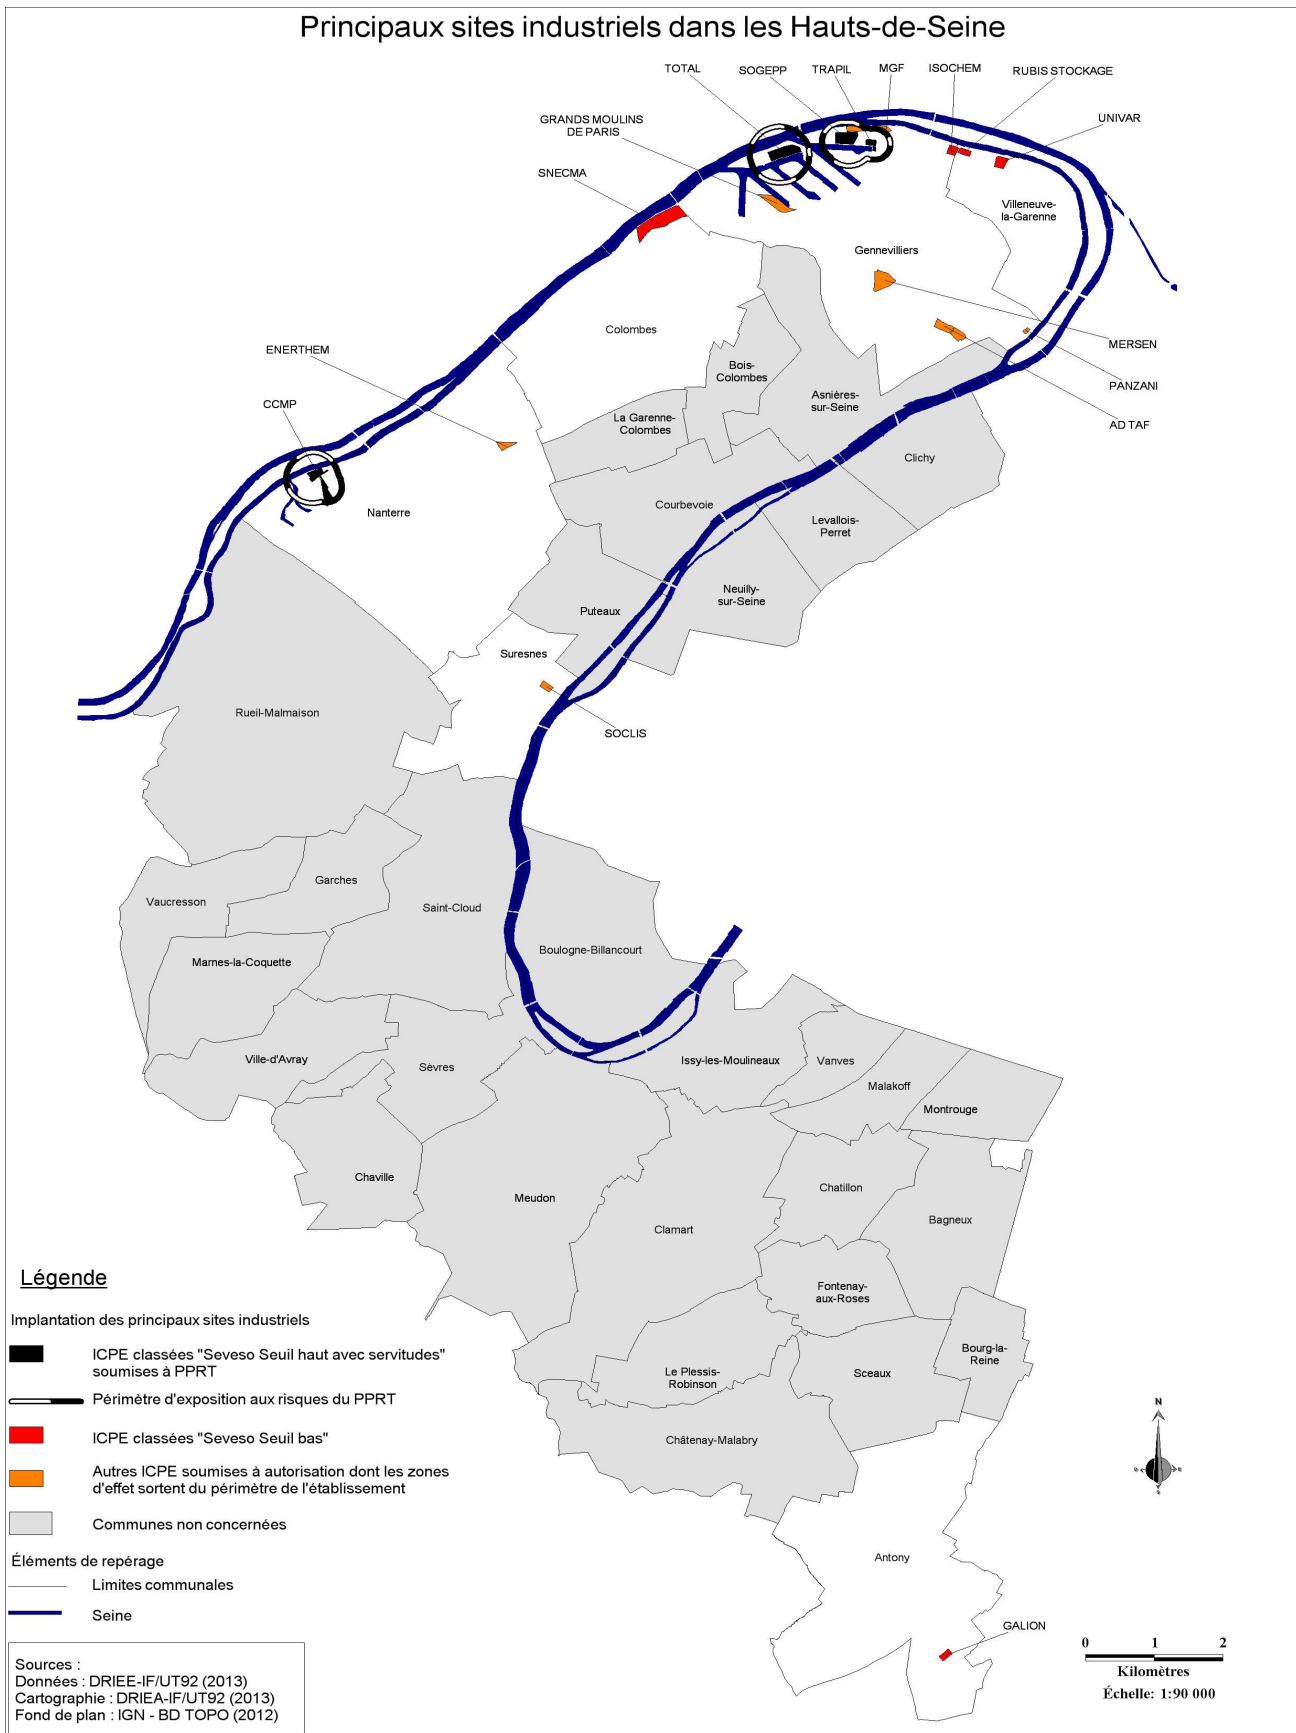 Principaux sites industriels dans les Hauts-de-Seine
TOTAL
SOGEPP
TRAPIL
MGF
ISOCHEM
RUBIS STOCKAGE
GRANDS MOULINS
DE PARIS
UNIVAR
SNECMA
Villeneuve-
la-Garenne
Gennevilliers
Colombes
ENERTHEM
MERSEN
Bois-
Colombes
PANZANI
Asnières-
sur-Seine
CCMP
La Garenne-
Colombes
AD TAF
Clichy
Nanterre
Courbevoie
Levallois-
Perret
Neuilly-
sur-Seine
Puteaux
Suresnes
Rueil-Malmaison
SOCLIS
Garches
Vaucresson
Saint-Cloud
Boulogne-Billancourt
Marnes-la-Coquette
Ville-d'Avray
Sèvres
Issy-les-Moulineaux
Vanves
Malakoff
Montrouge
Chaville
Meudon
Chatillon
Clamart
Bagneux
Fontenay-
aux-Roses
Bourg-la-
Reine
Le Plessis-
Robinson
Sceaux
Châtenay-Malabry
Antony
GALION
Légende
Implantation des principaux sites industriels
ICPE classées "Seveso Seuil haut avec servitudes"
soumises à PPRT
Périmètre d'exposition aux risques du PPRT
ICPE classées "Seveso Seuil bas"
Autres ICPE soumises à autorisation dont les zones
d'effet sortent du périmètre de l'établissement
Communes non concernées
Éléments de repérage
Limites communales
Seine
Sources :
Données : DRIEE-IF/UT92 (2013)
Cartographie : DRIEA-IF/UT92 (2013)
Fond de plan : IGN - BD TOPO (2012)
N
0 1 2
Kilomètres
Échelle: 1:90 000